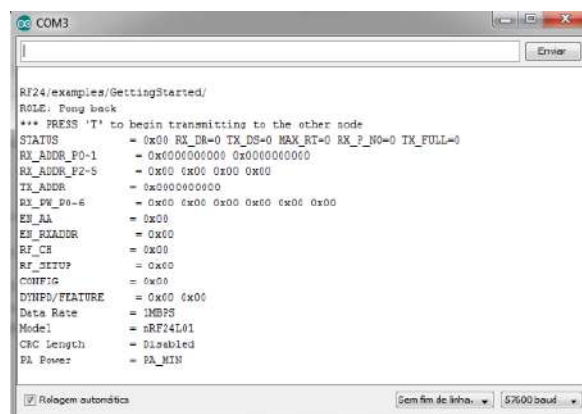 COM3
Enviar
RF24/examples/GettingStarted/
ROLE: Pong back
*** PRESS 'T' to begin transmitting to the other node
STATUS = 0x00 RX_DR=0 TX_DS=0 MAX_RT=0 RX_P_NO=0 TX_FULL=0
RX_ADDR_P0-1 = 0x0000000000 0x0000000000
RX_ADDR_P2-5 = 0x00 0x00 0x00 0x00
TX_ADDR = 0x0000000000
RX_PW_P0-6 = 0x00 0x00 0x00 0x00 0x00 0x00
EN_AA = 0x00
EN_RXADDR = 0x00
RF_CH = 0x00
RF_SETUP = 0x00
CONFIG = 0x00
DYNPD/FEATURE = 0x00 0x00
Data Rate = 1MBPS
Model = nRF24L01
CRC Length = Disabled
PA Power = PA_MIN
Rolagem automática
Sem fim de linha.
57600 baud